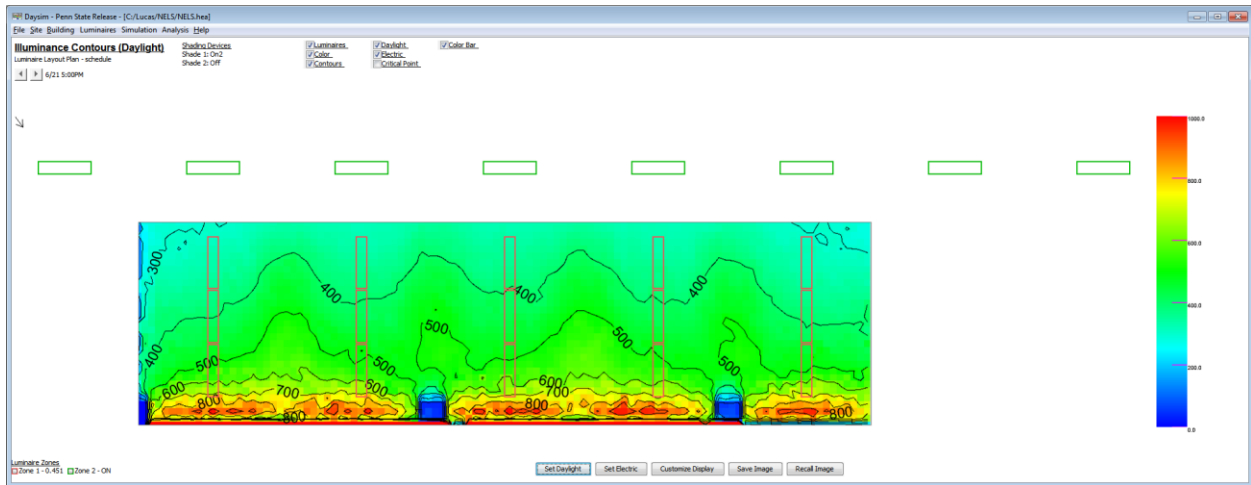 Daysim - Penn State Release - [C:/Lucas/NELS/NELS.hea]
File Site Building Luminaires Simulation Analysis Help
Illuminance Contours (Daylight)
Luminaire Layout Plan - schedule
6/21 5:00PM
Shading Devices
Shade 1: On2
Shade 2: Off
Luminaires Daylight Color Bar
Color Electric
Contours Critical Point
1000.0
800.0
600.0
400.0
200.0
0.0
300
400
400
400
400
500
500
500
500
500
600
600
600
700
700
800
800
800
800
Luminaire Zones
Zone 1 - 0.451 Zone 2 - ON
Set Daylight Set Electric Customize Display Save Image Recall Image